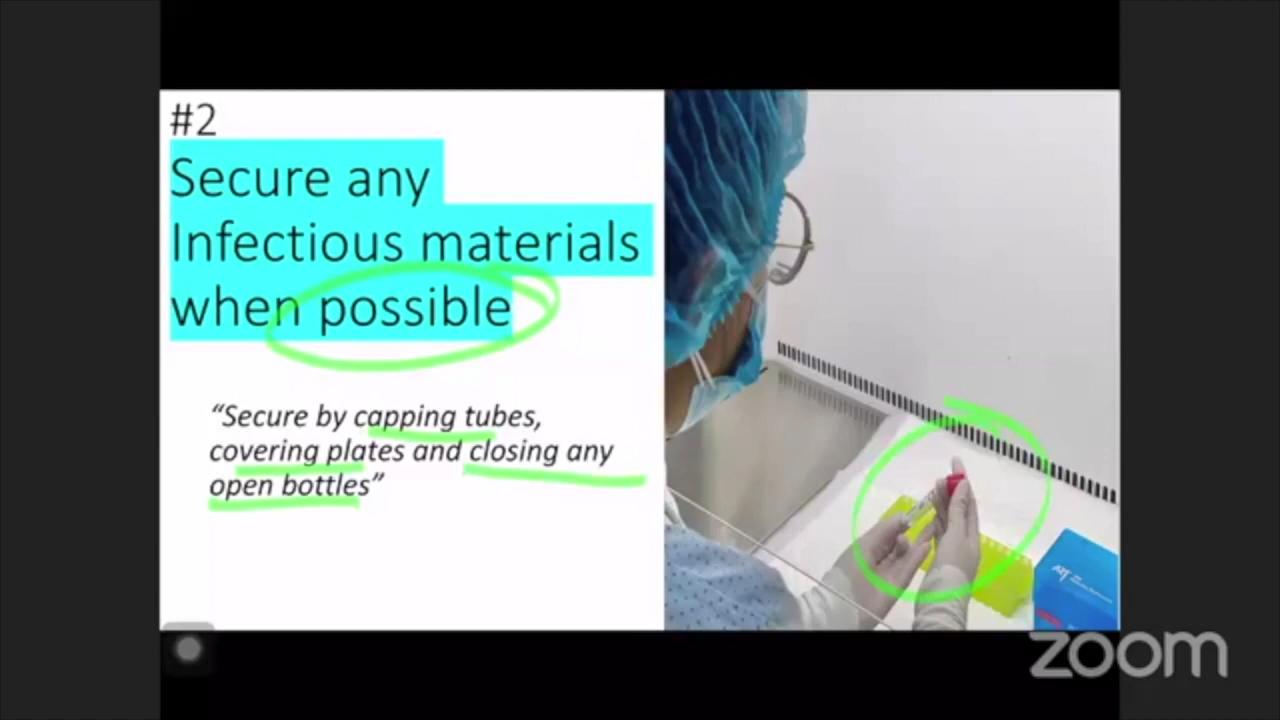 #2
Secure any
Infectious materials
when possible
“Secure by capping tubes,
covering plates and closing any
open bottles”
zoom